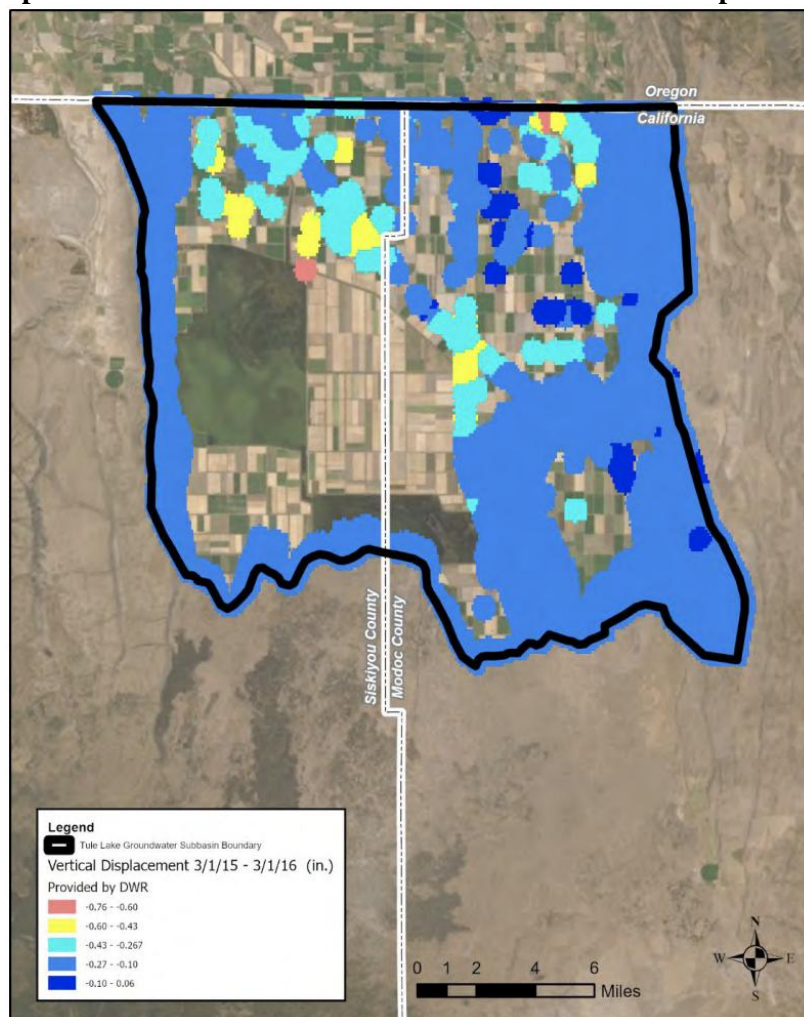 Oregon
California
Siskiyou County
Modoc County
Legend
Tule Lake Groundwater Subbasin Boundary
Vertical Displacement 3/1/15 - 3/1/16 (in.)
Provided by DWR
-0.76 - -0.60
-0.60 - -0.43
-0.43 - -0.267
-0.27 - -0.10
-0.10 - 0.06
N
W E
S
0 1 2 4 6
Miles